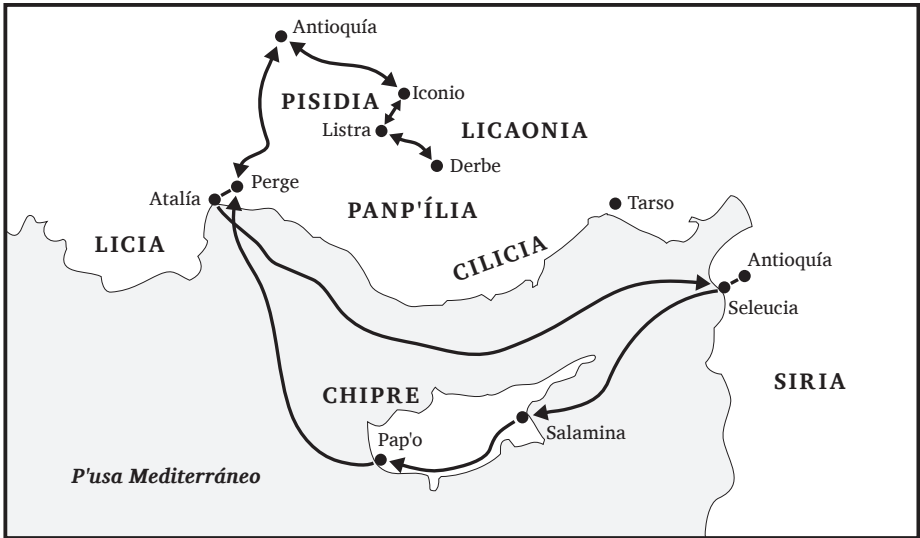 Antioquía
Iconio
PISIDIA
Listra
LICAONIA
Derbe
Perge
Atalía
PANP'ÍLIA
Tarso
LICIA
CILICIA
Antioquía
Seleucia
SIRIA
CHIPRE
Salamina
Pap'o
P'usa Mediterráneo